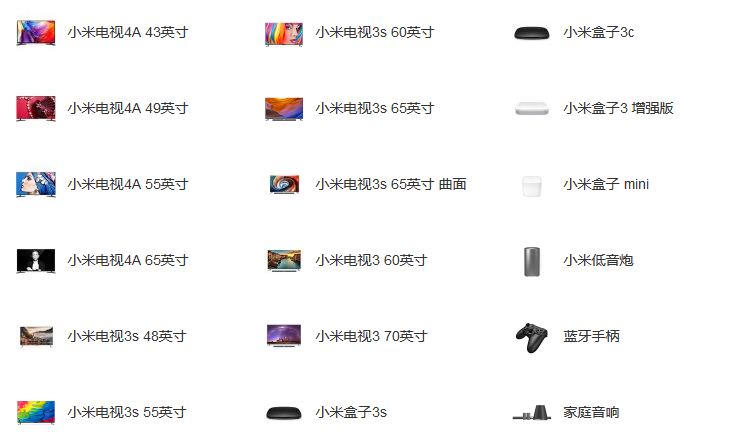 小米电视4A 43英寸
小米电视3s 60英寸
小米盒子3c
小米电视4A 49英寸
小米电视3s 65英寸
小米盒子3 增强版
小米电视4A 55英寸
小米电视3s 65英寸 曲面
小米盒子 mini
小米电视4A 65英寸
小米电视3 60英寸
小米低音炮
小米电视3s 48英寸
小米电视3 70英寸
蓝牙手柄
小米电视3s 55英寸
小米盒子3s
家庭音响